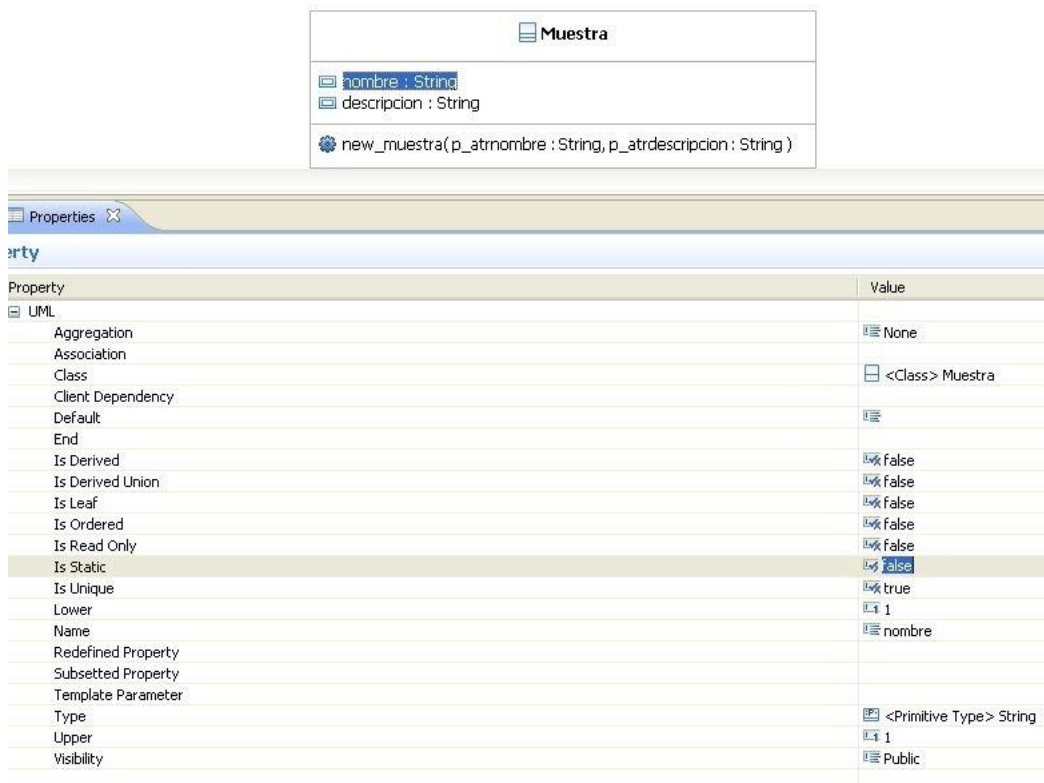 Muestra
nombre : String
descripcion : String
new_muestra( p_atrnombre : String, p_atrdescripcion : String )
Properties
erty
Property Value
UML
Aggregation None
Association
Class <Class> Muestra
Client Dependency
Default
End
Is Derived false
Is Derived Union false
Is Leaf false
Is Ordered false
Is Read Only false
Is Static false
Is Unique true
Lower 1
Name nombre
Redefined Property
Subsetted Property
Template Parameter
Type <Primitive Type> String
Upper 1
Visibility Public